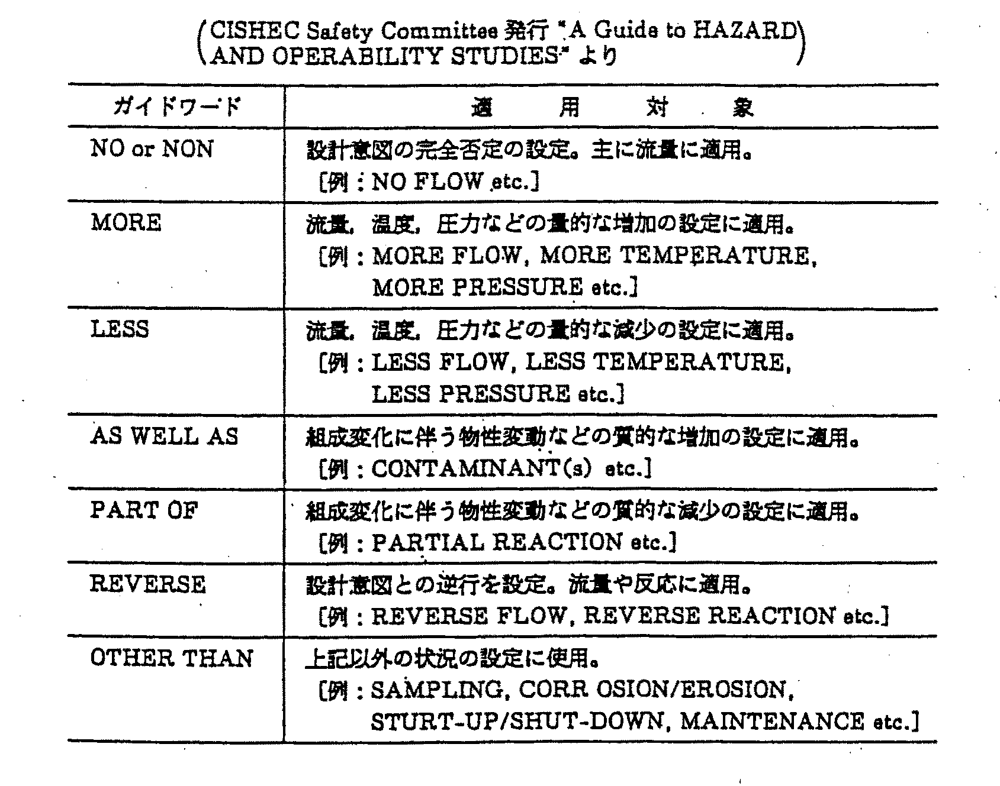 CISHEC Safety Committee 発行 "A Guide to HAZARD
AND OPERABILITY STUDIES" より
ガイドワード 適用対象
NO or NON 設計意図の完全否定の設定。主に流量に適用。
[例：NO FLOW etc.]
MORE 流量，温度，圧力などの量的な増加の設定に適用。
[例：MORE FLOW, MORE TEMPERATURE,
MORE PRESSURE etc.]
LESS 流量，温度，圧力などの量的な減少の設定に適用。
[例：LESS FLOW, LESS TEMPERATURE,
LESS PRESSURE etc.]
AS WELL AS 組成変化に伴う物性変動などの質的な増加の設定に適用。
[例：CONTAMINANT(s) etc.]
PART OF 組成変化に伴う物性変動などの質的な減少の設定に適用。
[例：PARTIAL REACTION etc.]
REVERSE 設計意図との逆行を設定。流量や反応に適用。
[例：REVERSE FLOW, REVERSE REACTION etc.]
OTHER THAN 上記以外の状況の設定に使用。
[例：SAMPLING, CORR OSION/EROSION,
STURT-UP/SHUT-DOWN, MAINTENANCE etc.]